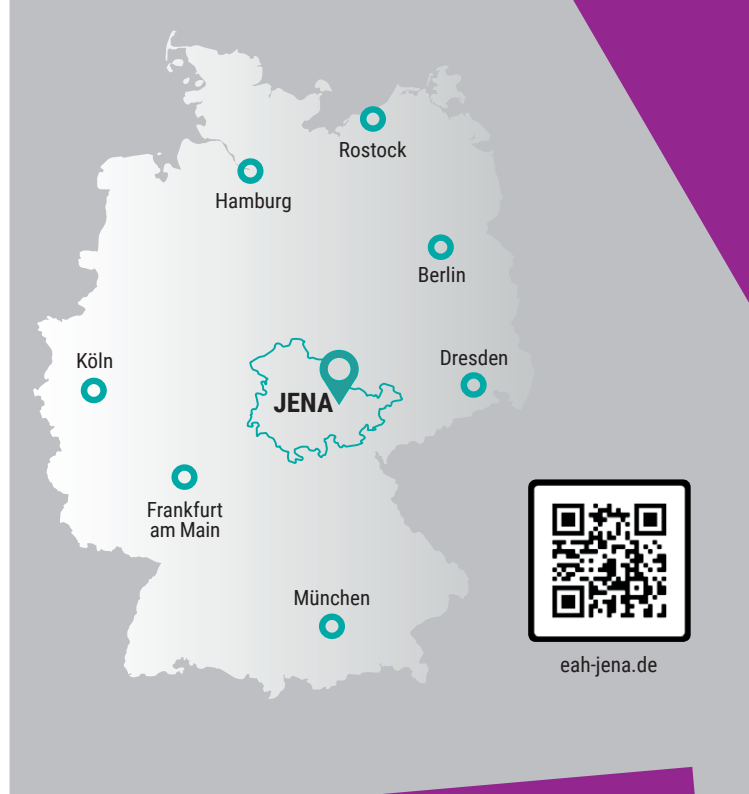 Rostock
Hamburg
Berlin
Köln
Dresden
JENA
Frankfurt
am Main
München
eah-jena.de